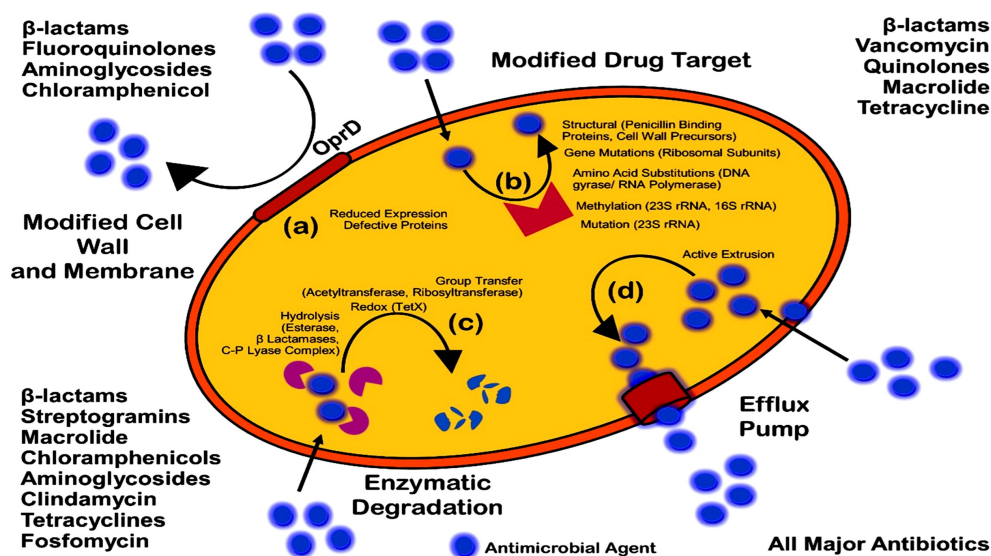 β-lactams
Fluoroquinolones
Aminoglycosides
Chloramphenicol
Modified Drug Target
β-lactams
Vancomycin
Quinolones
Macrolide
Tetracycline
OprD
Structural (Penicillin Binding
Proteins, Cell Wall Precursors)
Gene Mutations (Ribosomal Subunits)
Amino Acid Substitutions (DNA
gyrase/ RNA Polymerase)
Methylation (23S rRNA, 16S rRNA)
Mutation (23S rRNA)
(b)
Modified Cell
Wall
and Membrane
(a)
Reduced Expression
Defective Proteins
Active Extrusion
(d)
Group Transfer
(Acetyltransferase, Ribosyltransferase)
Redox (TetX)
Hydrolysis
(Esterase,
β Lactamases,
C-P Lyase Complex)
(c)
β-lactams
Streptogramins
Macrolide
Chloramphenicols
Aminoglycosides
Clindamycin
Tetracyclines
Fosfomycin
Efflux
Pump
Enzymatic
Degradation
Antimicrobial Agent
All Major Antibiotics